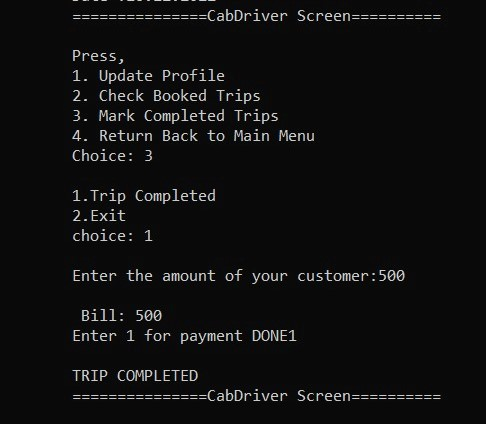 ===============CabDriver Screen==========
Press,
1. Update Profile
2. Check Booked Trips
3. Mark Completed Trips
4. Return Back to Main Menu
Choice: 3
1.Trip Completed
2.Exit
choice: 1
Enter the amount of your customer:500
Bill: 500
Enter 1 for payment DONE1
TRIP COMPLETED
===============CabDriver Screen==========